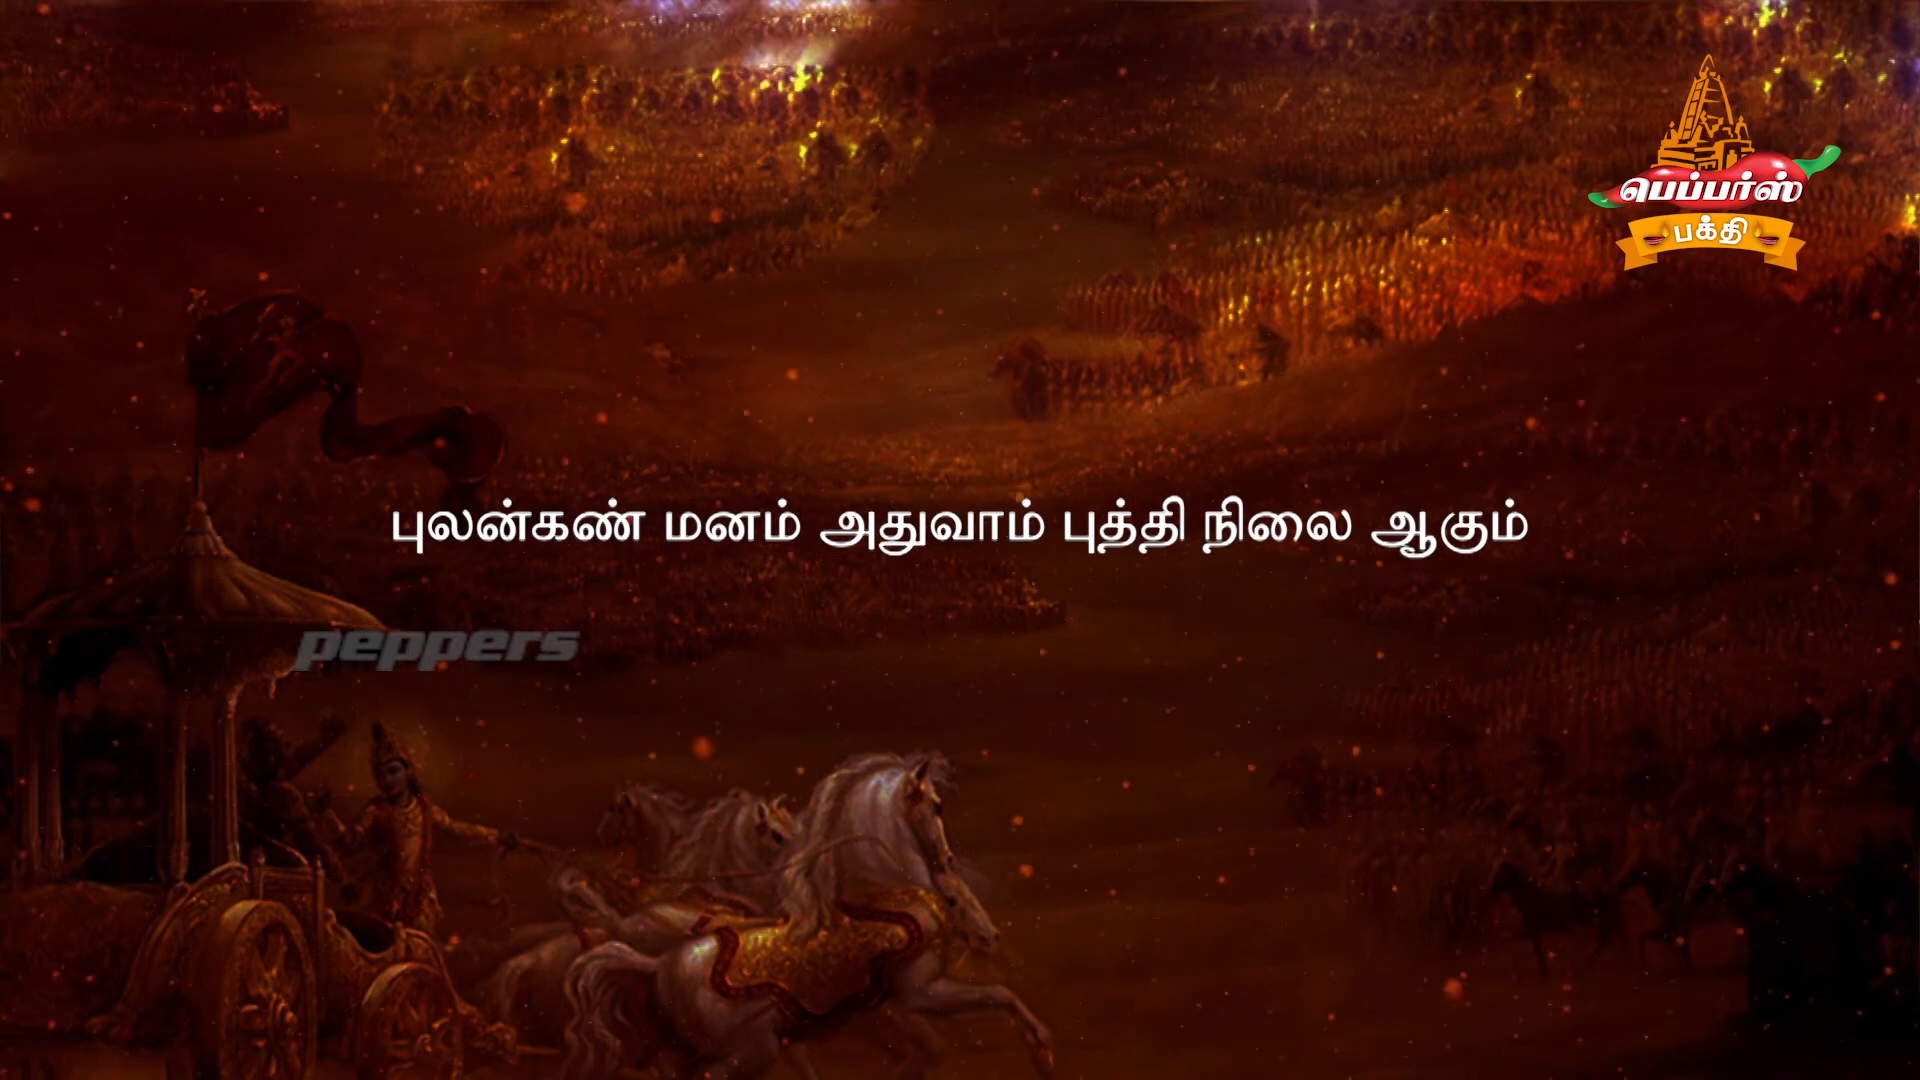 பெப்பர்ஸ்
பக்தி
புலன்கண் மனம் அதுவாம் புத்தி நிலை ஆகும்
peppers